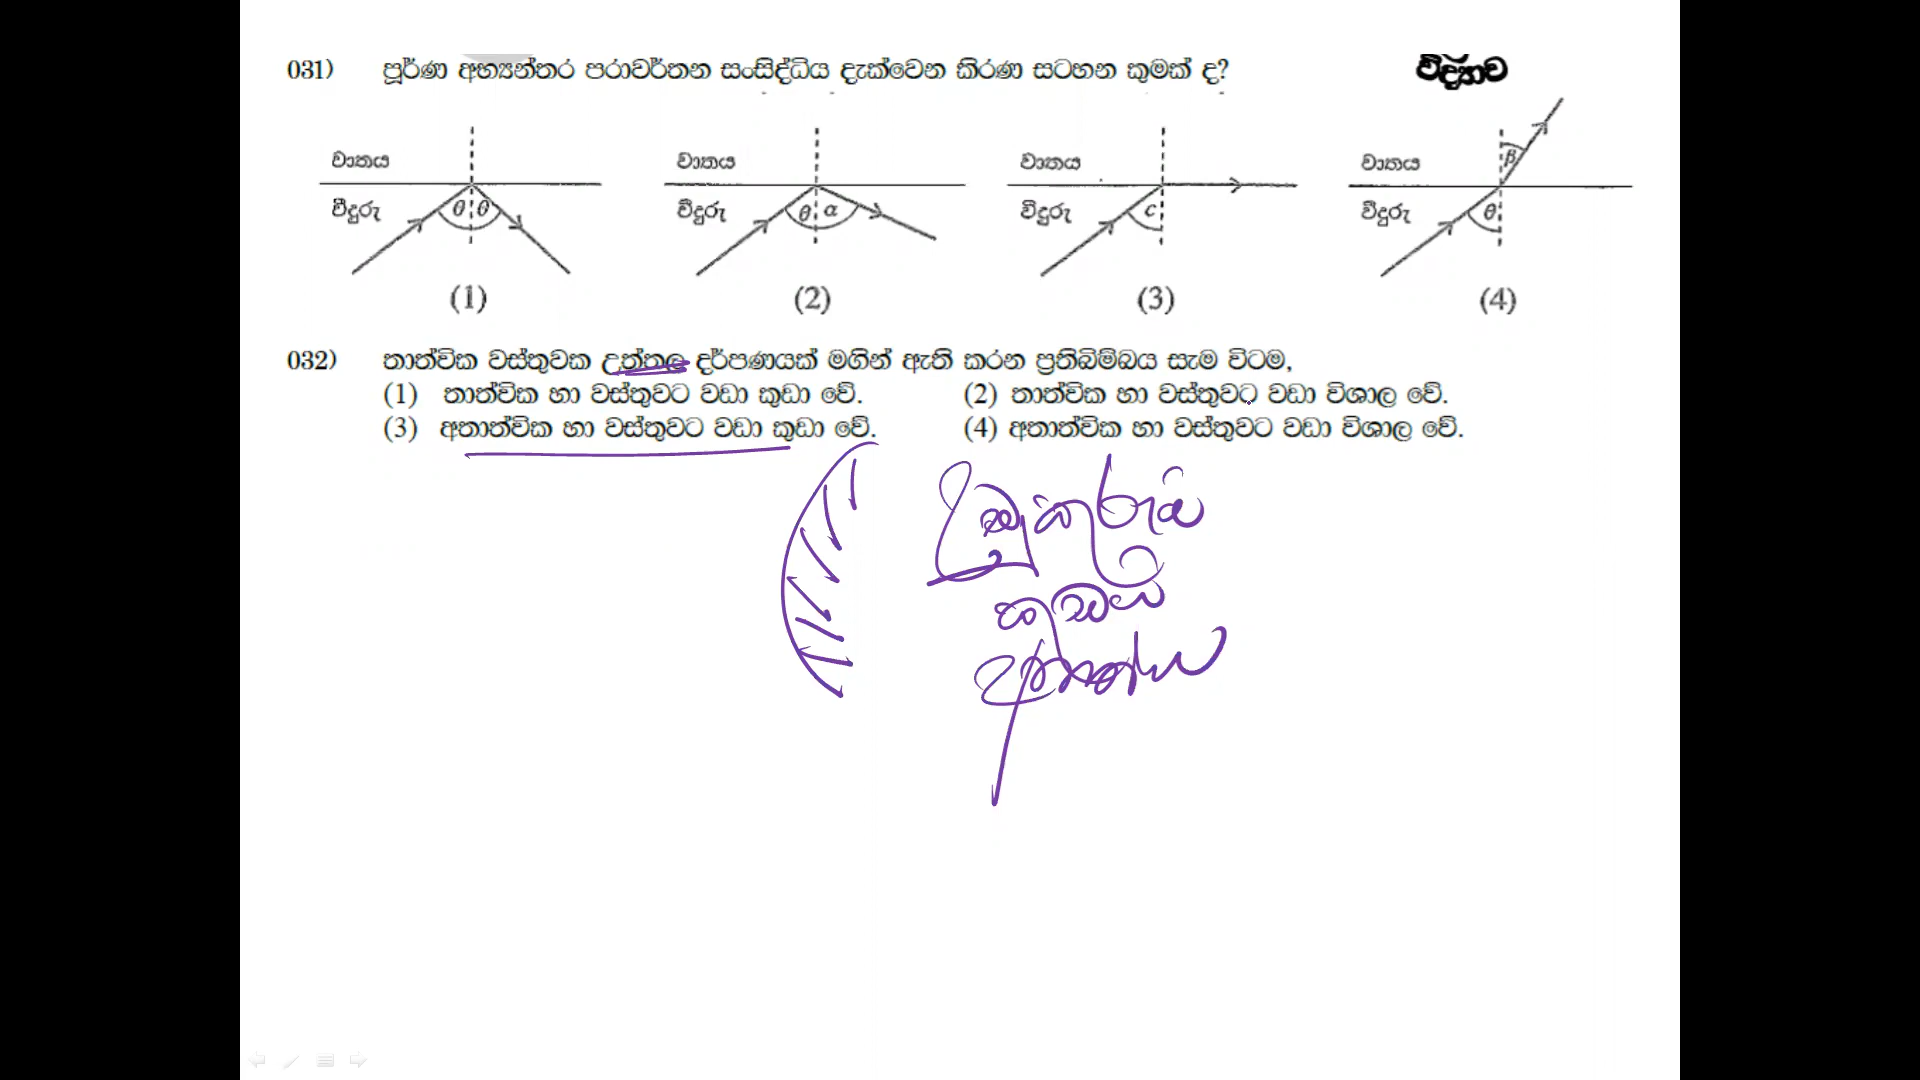 031) පූර්ණ අභ්‍යන්තර පරාවර්තන සංසිද්ධිය දැක්වෙන කිරණ සටහන කුමක් ද? විද්‍යාව
වාතය වාතය වාතය වාතය β
වීදුරු θ θ වීදුරු θ α වීදුරු c වීදුරු θ
(1) (2) (3) (4)
032) තාත්වික වස්තුවක උත්තල දර්පණයක් මගින් ඇති කරන ප්‍රතිබිම්බය සැම විටම,
(1) තාත්වික හා වස්තුවට වඩා කුඩා වේ. (2) තාත්වික හා වස්තුවට වඩා විශාල වේ.
(3) අතාත්වික හා වස්තුවට වඩා කුඩා වේ. (4) අතාත්වික හා වස්තුවට වඩා විශාල වේ.